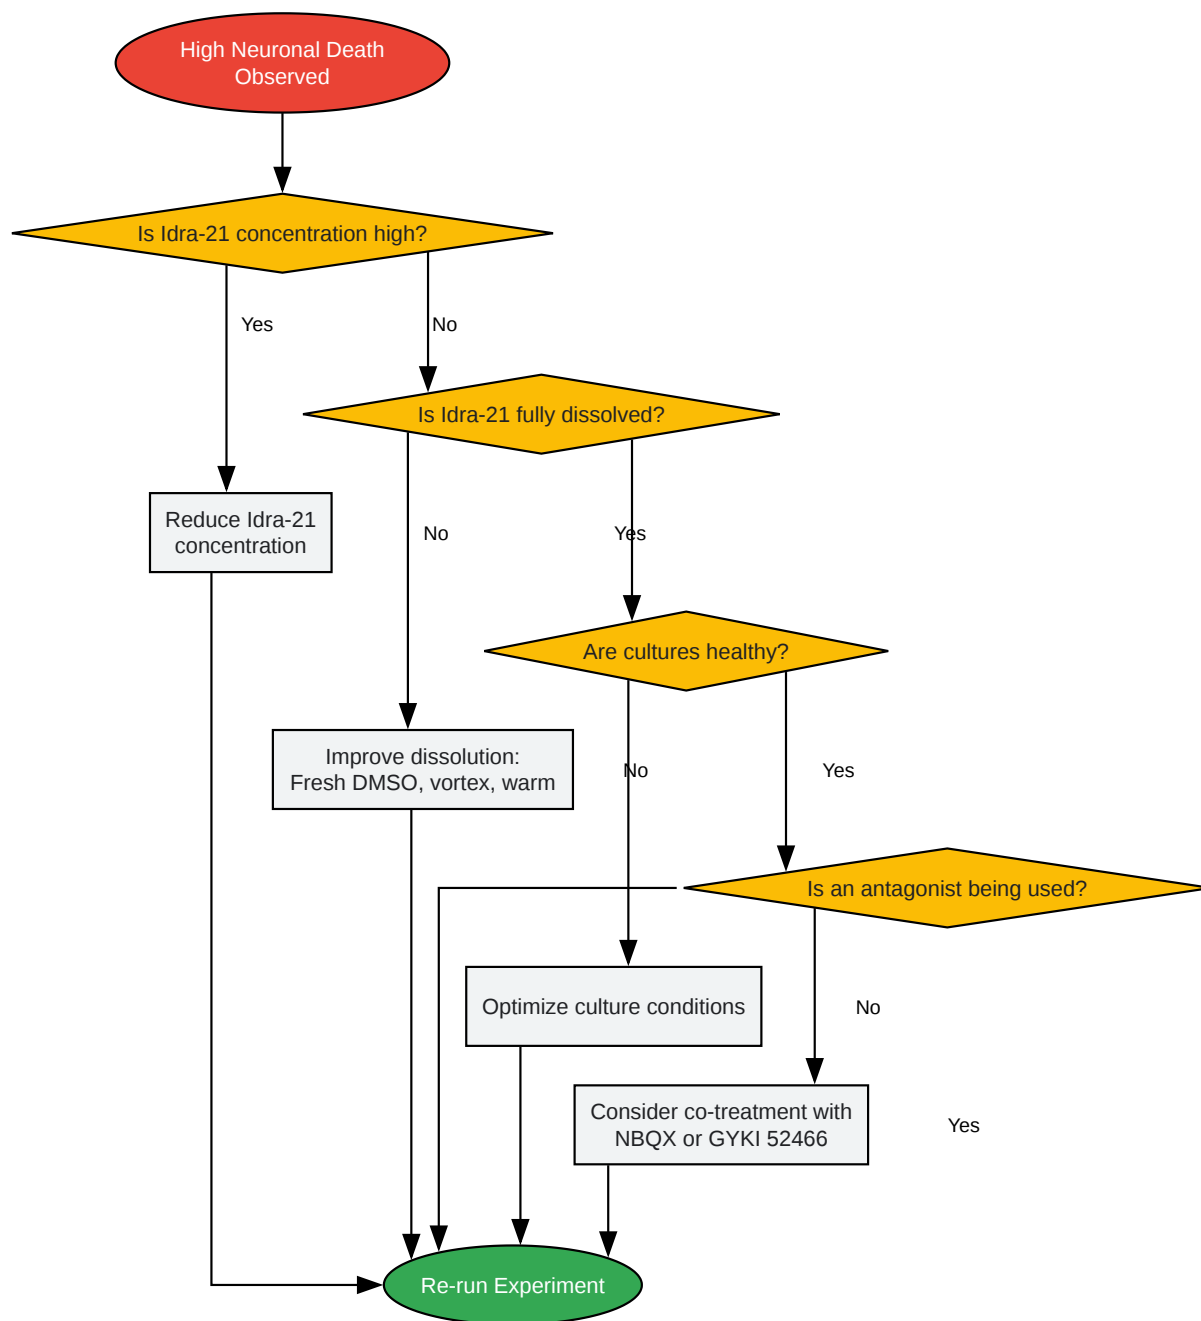 High Neuronal Death
Observed
Is Idra-21 concentration high?
Yes
No
Is Idra-21 fully dissolved?
Reduce Idra-21
concentration
No
Yes
Are cultures healthy?
Improve dissolution:
Fresh DMSO, vortex, warm
No
Yes
Is an antagonist being used?
Optimize culture conditions
No
Consider co-treatment with
NBQX or GYKI 52466
Yes
Re-run Experiment